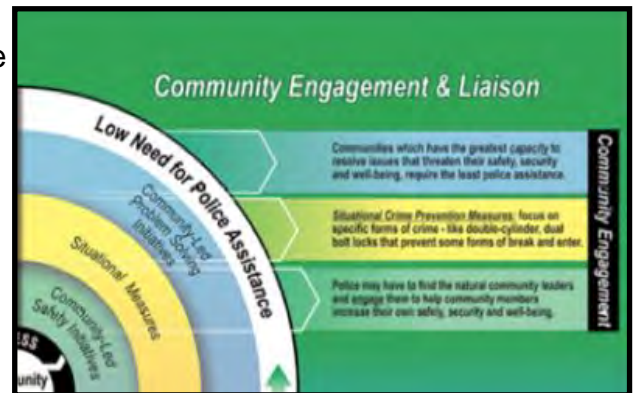 e
Community Engagement & Liaison
Low Need for Police Assistance
Communities which have the greatest capacity to
resolve issues that threaten their safety, security
and well-being, require the least police assistance.
Community-Led
Problem Solving
Initiatives
Situational Crime Prevention Measures: focus on
specific forms of crime - like double-cylinder, dual
bolt locks that prevent some forms of break and enter.
Situational Measures
Police may have to find the natural community leaders
and engage them to help community members
increase their own safety, security and well-being.
Community Engagement
Community-Led
Safety Initiatives
ESS
unity